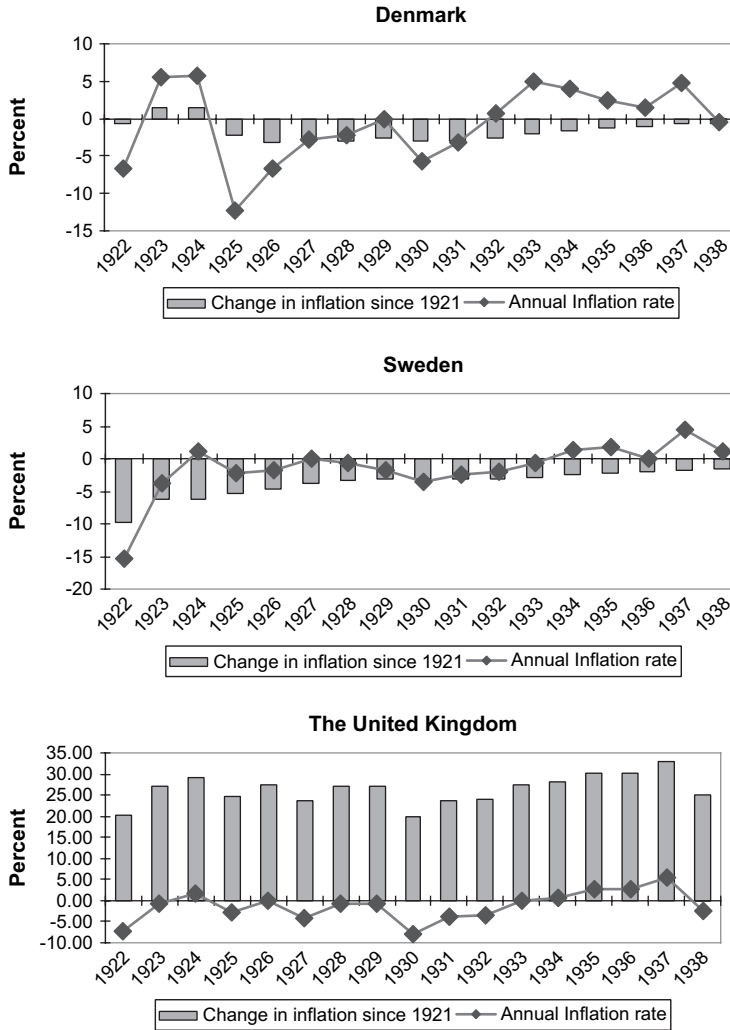 Denmark
10
5
0
-5
-10
-15
Percent
1922 1923 1924 1925 1926 1927 1928 1929 1930 1931 1932 1933 1934 1935 1936 1937 1938
Change in inflation since 1921 Annual Inflation rate
Sweden
10
5
0
-5
-10
-15
-20
Percent
1922 1923 1924 1925 1926 1927 1928 1929 1930 1931 1932 1933 1934 1935 1936 1937 1938
Change in inflation since 1921 Annual Inflation rate
The United Kingdom
35.00
30.00
25.00
20.00
15.00
10.00
5.00
0.00
-5.00
-10.00
Percent
1922 1923 1924 1925 1926 1927 1928 1929 1930 1931 1932 1933 1934 1935 1936 1937 1938
Change in inflation since 1921 Annual Inflation rate